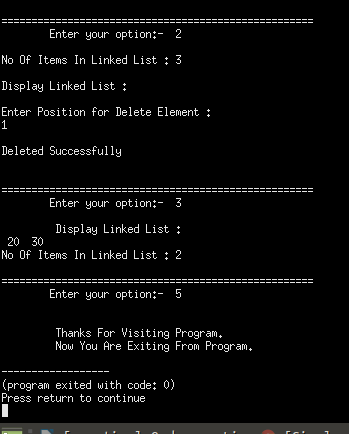 ====================================================
Enter your option:-  2
No Of Items In Linked List : 3
Display Linked List :
Enter Position for Delete Element :
1
Deleted Successfully
====================================================
Enter your option:-  3
Display Linked List :
20  30
No Of Items In Linked List : 2
====================================================
Enter your option:-  5
Thanks For Visiting Program.
Now You Are Exiting From Program.
------------------
(program exited with code: 0)
Press return to continue